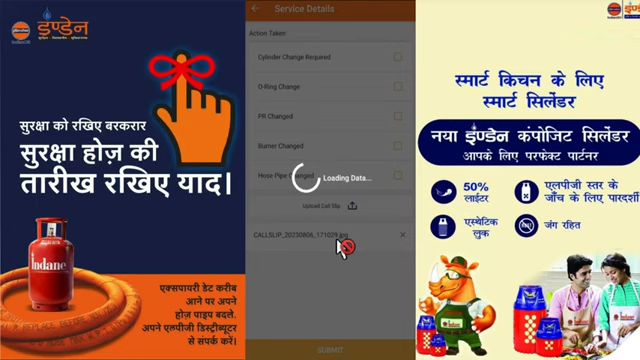 इण्डेन
IndianOil
सुरक्षा को रखिए बरकरार
सुरक्षा होज़ की
तारीख रखिए याद।
Indane
एक्सपायरी डेट करीब
आने पर अपने
होज़ पाइप बदलें.
अपने एलपीजी डिस्ट्रीब्यूटर
से संपर्क करें।
Service Details
Action Taken
Cylinder Change Required
O-Ring Change
PR Changed
Burner Changed
Hose Pipe Changed
Loading Data...
Upload Call Slip
CALLSLIP_20230806_171029.jpg
SUBMIT
इण्डेन
स्मार्ट किचन के लिए
स्मार्ट सिलेंडर
नया इंण्डेन कंपोजिट सिलेंडर
आपके लिए परफेक्ट पार्टनर
50%
लाईटर
एलपीजी स्तर के
जाँच के लिए पारदर्शी
एस्थेटिक
लुक
जंग रहित